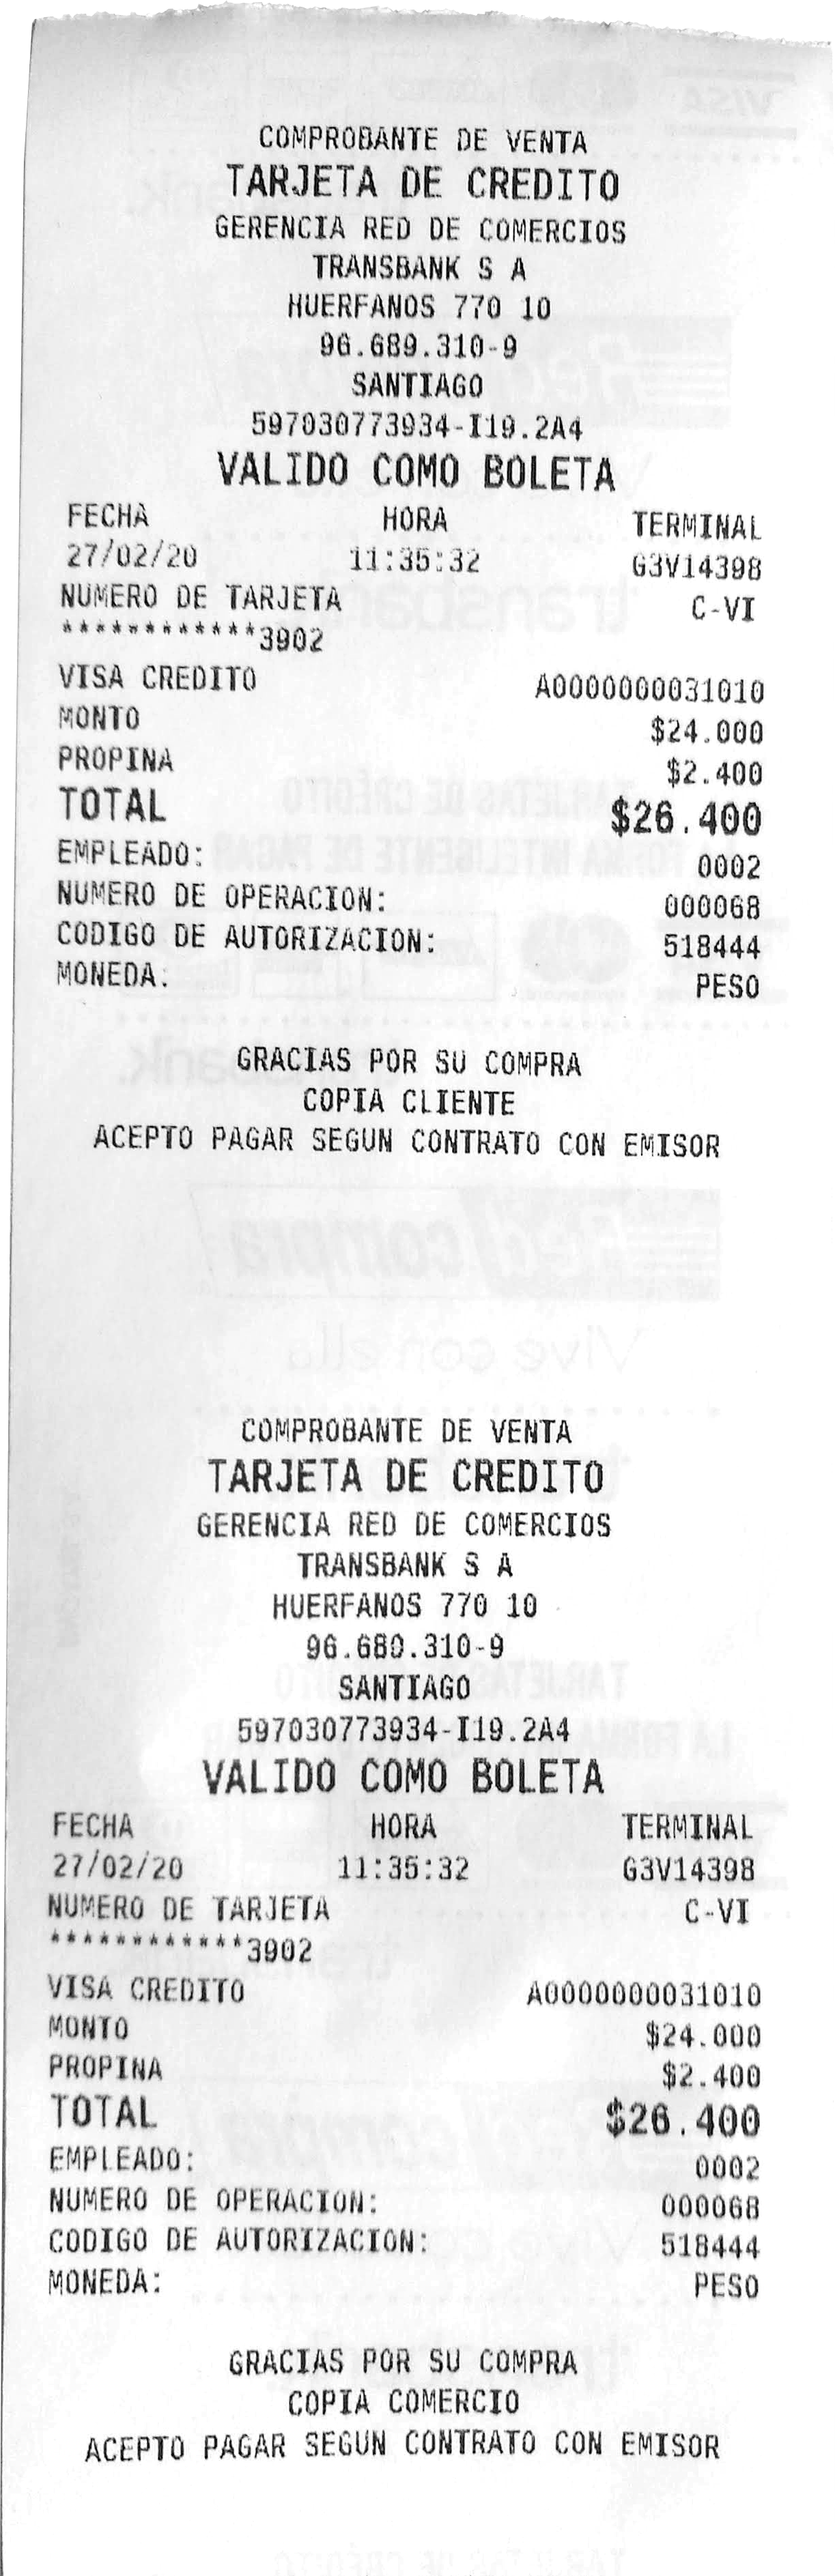 COMPROBANTE DE VENTA
TARJETA DE CREDITO
GERENCIA RED DE COMERCIOS
TRANSBANK S A
HUERFANOS 770 10
96.689.310-9
SANTIAGO
597030773934-I19.2A4
VALIDO COMO BOLETA
FECHA HORA TERMINAL
27/02/20 11:35:32 G3V14398
NUMERO DE TARJETA C-VI
************3902
VISA CREDITO A0000000031010
MONTO $24.000
PROPINA $2.400
TOTAL $26.400
EMPLEADO: 0002
NUMERO DE OPERACION: 000068
CODIGO DE AUTORIZACION: 518444
MONEDA: PESO
GRACIAS POR SU COMPRA
COPIA CLIENTE
ACEPTO PAGAR SEGUN CONTRATO CON EMISOR
COMPROBANTE DE VENTA
TARJETA DE CREDITO
GERENCIA RED DE COMERCIOS
TRANSBANK S A
HUERFANOS 770 10
96.689.310-9
SANTIAGO
597030773934-I19.2A4
VALIDO COMO BOLETA
FECHA HORA TERMINAL
27/02/20 11:35:32 G3V14398
NUMERO DE TARJETA C-VI
************3902
VISA CREDITO A0000000031010
MONTO $24.000
PROPINA $2.400
TOTAL $26.400
EMPLEADO: 0002
NUMERO DE OPERACION: 000068
CODIGO DE AUTORIZACION: 518444
MONEDA: PESO
GRACIAS POR SU COMPRA
COPIA COMERCIO
ACEPTO PAGAR SEGUN CONTRATO CON EMISOR